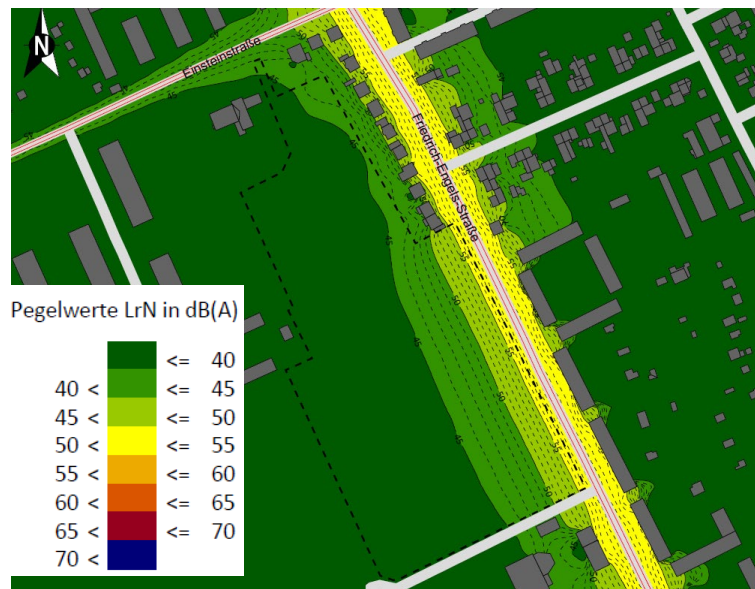 N
Einsteinstraße
Friedrich-Engels-Straße
Pegelwerte LrN in dB(A)
<= 40
40 < <= 45
45 < <= 50
50 < <= 55
55 < <= 60
60 < <= 65
65 < <= 70
70 <